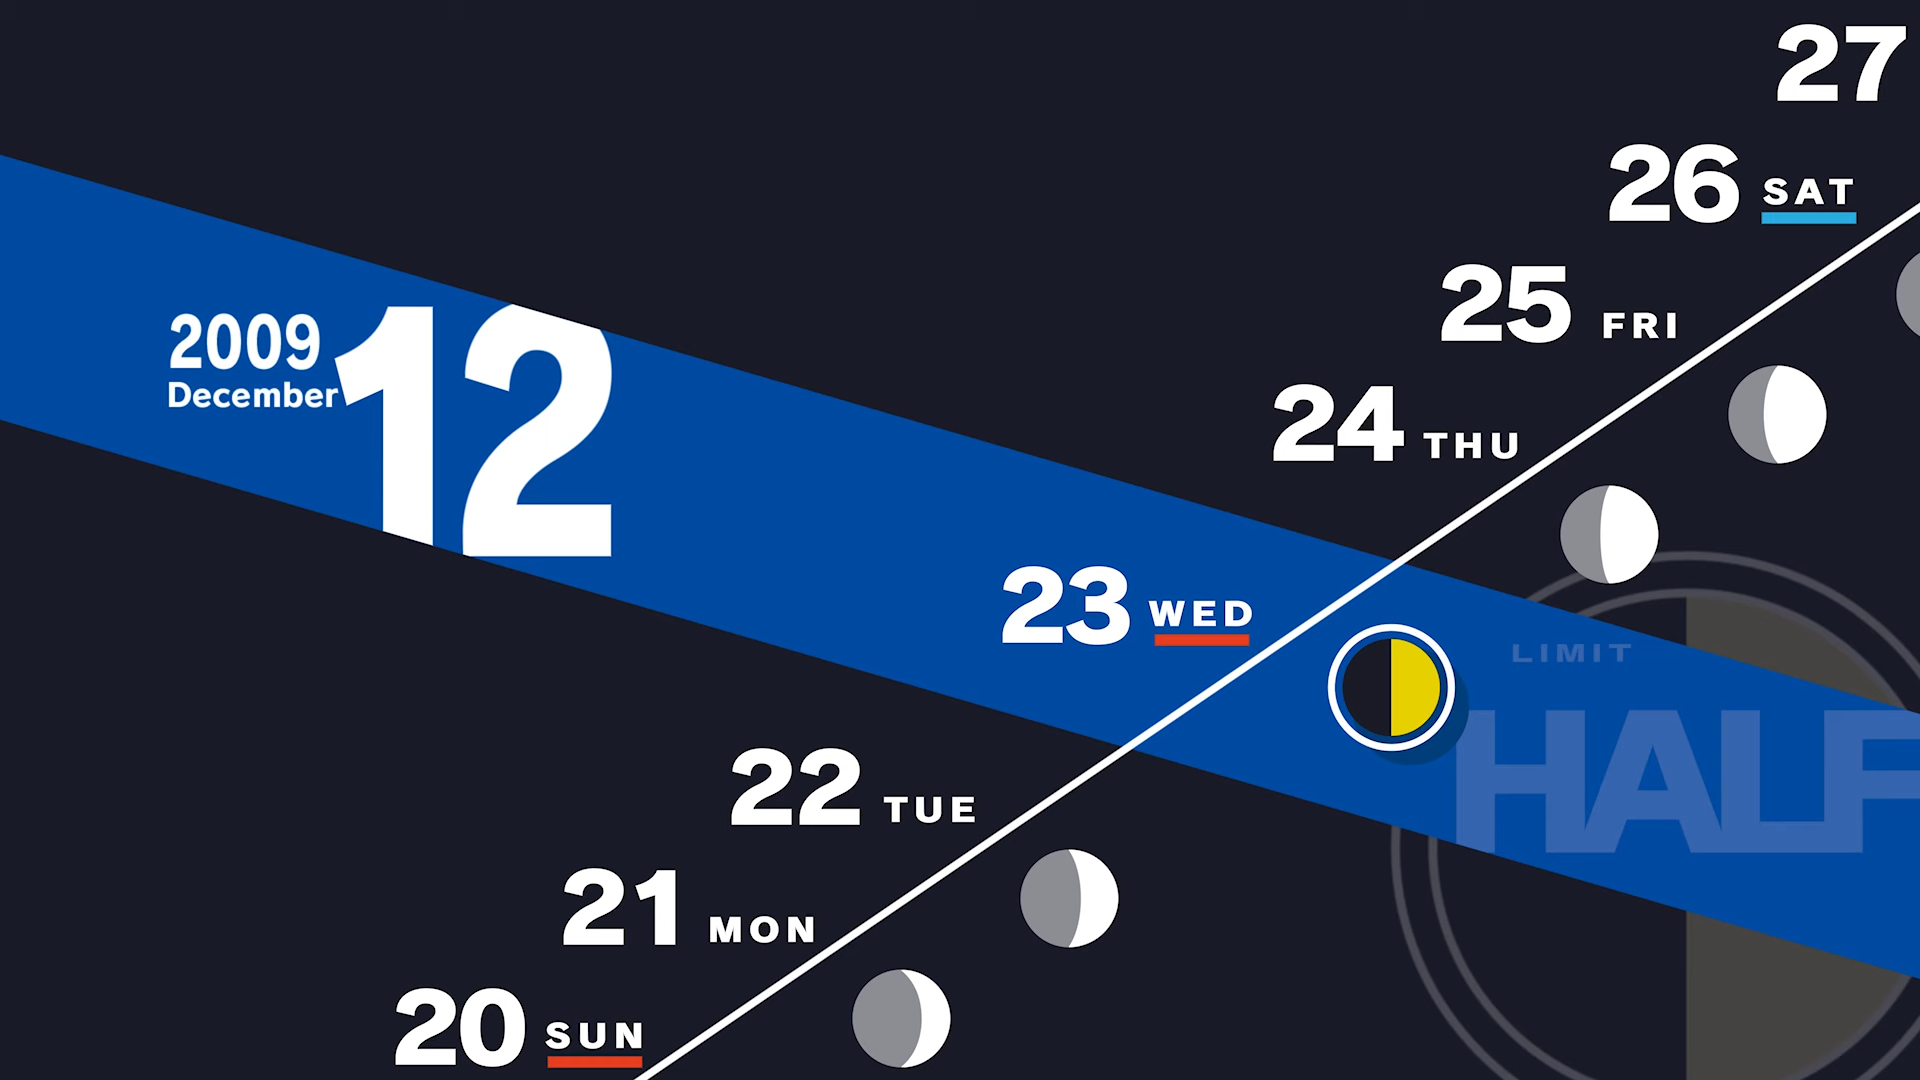 2009
December
12
27
26 SAT
25 FRI
24 THU
23 WED
22 TUE
21 MON
20 SUN
LIMIT
HALF